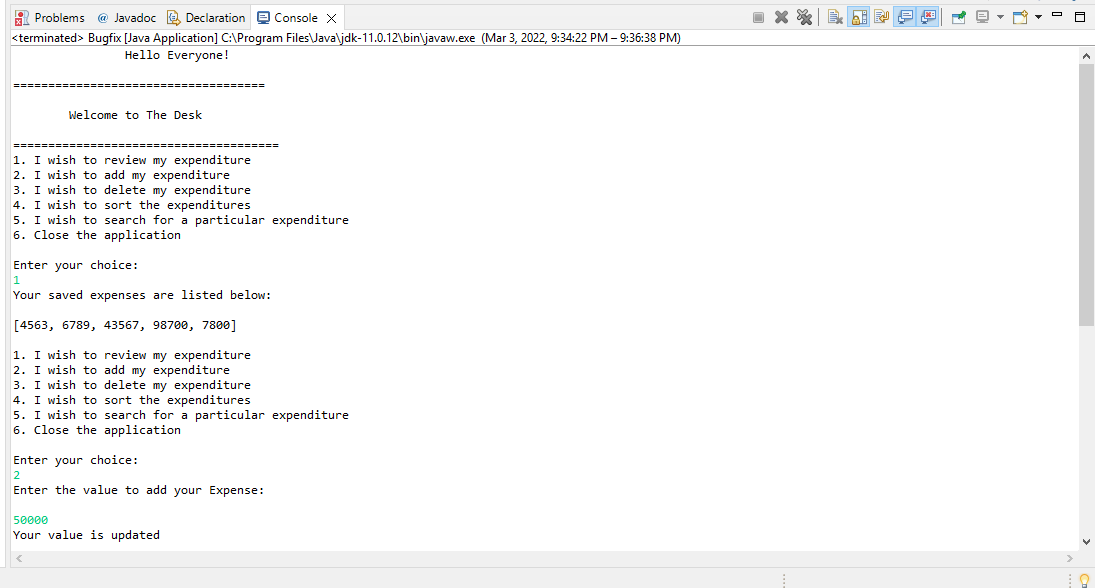 Problems @ Javadoc Declaration Console
<terminated> Bugfix [Java Application] C:\Program Files\Java\jdk-11.0.12\bin\javaw.exe (Mar 3, 2022, 9:34:22 PM – 9:36:38 PM)
Hello Everyone!
====================================
Welcome to The Desk
======================================
1. I wish to review my expenditure
2. I wish to add my expenditure
3. I wish to delete my expenditure
4. I wish to sort the expenditures
5. I wish to search for a particular expenditure
6. Close the application
Enter your choice:
1
Your saved expenses are listed below:
[4563, 6789, 43567, 98700, 7800]
1. I wish to review my expenditure
2. I wish to add my expenditure
3. I wish to delete my expenditure
4. I wish to sort the expenditures
5. I wish to search for a particular expenditure
6. Close the application
Enter your choice:
2
Enter the value to add your Expense:
50000
Your value is updated